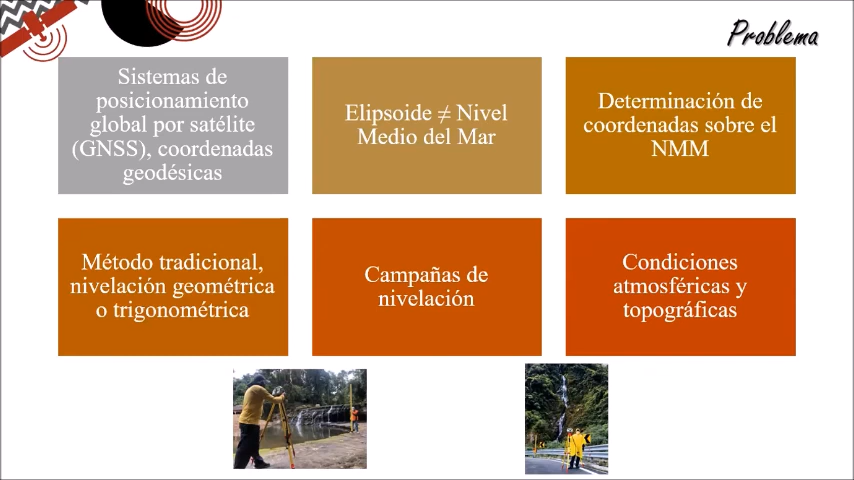 Problema
Sistemas de
posicionamiento
global por satélite
(GNSS), coordenadas
geodésicas
Elipsoide ≠ Nivel
Medio del Mar
Determinación de
coordenadas sobre el
NMM
Método tradicional,
nivelación geométrica
o trigonométrica
Campañas de
nivelación
Condiciones
atmosféricas y
topográficas